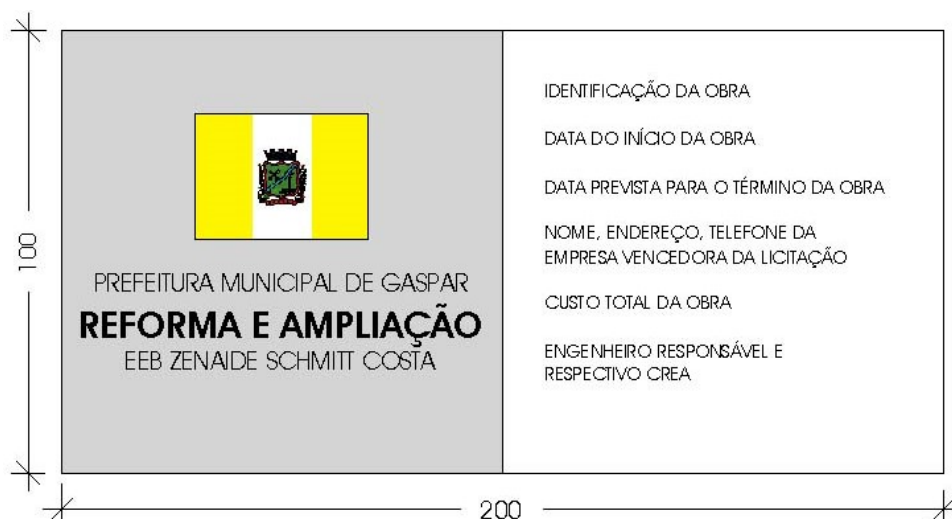 100
PREFEITURA MUNICIPAL DE GASPAR
REFORMA E AMPLIAÇÃO
EEB ZENAIDE SCHMITT COSTA
IDENTIFICAÇÃO DA OBRA
DATA DO INÍCIO DA OBRA
DATA PREVISTA PARA O TÉRMINO DA OBRA
NOME, ENDEREÇO, TELEFONE DA
EMPRESA VENCEDORA DA LICITAÇÃO
CUSTO TOTAL DA OBRA
ENGENHEIRO RESPONSÁVEL E
RESPECTIVO CREA
200